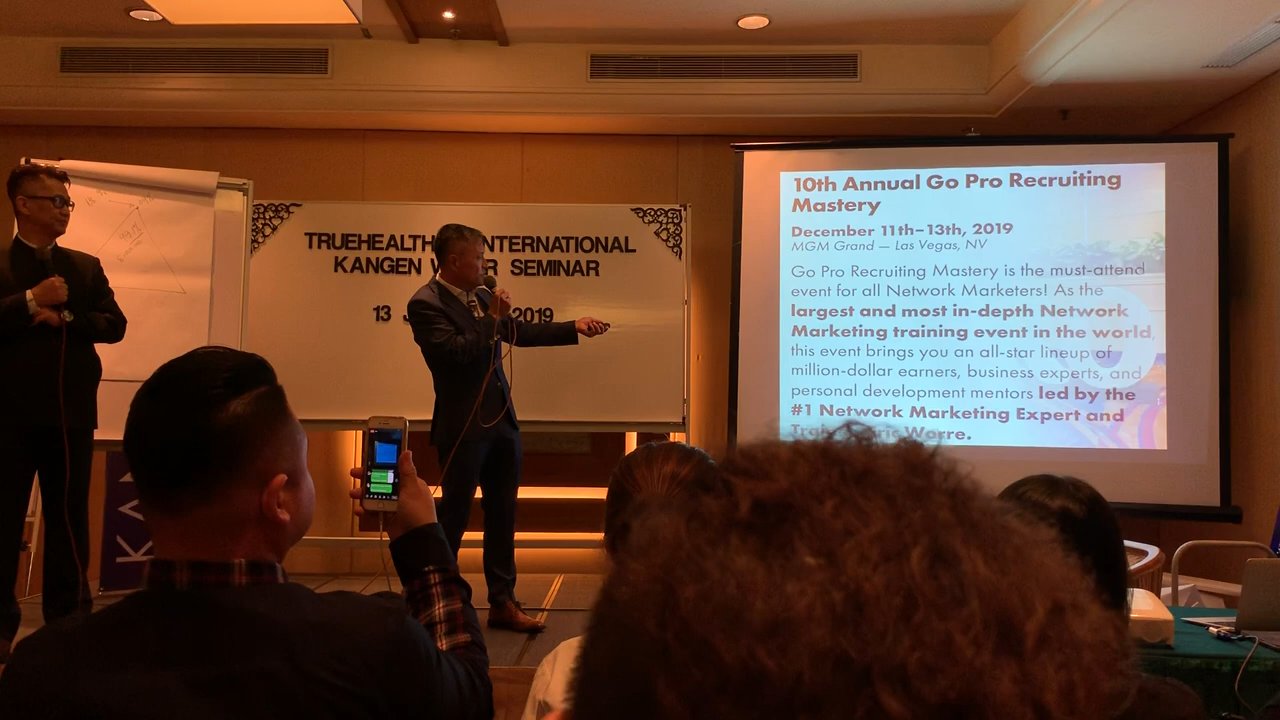 TRUEHEALTH INTERNATIONAL
KANGEN SEMINAR
13 2019
10th Annual Go Pro Recruiting
Mastery
December 11th–13th, 2019
MGM Grand — Las Vegas, NV
Go Pro Recruiting Mastery is the must-attend
event for all Network Marketers! As the
largest and most in-depth Network
Marketing training event in the world,
this event brings you an all-star lineup of
million-dollar earners, business experts, and
personal development mentors led by the
#1 Network Marketing Expert and
Worre.
KA